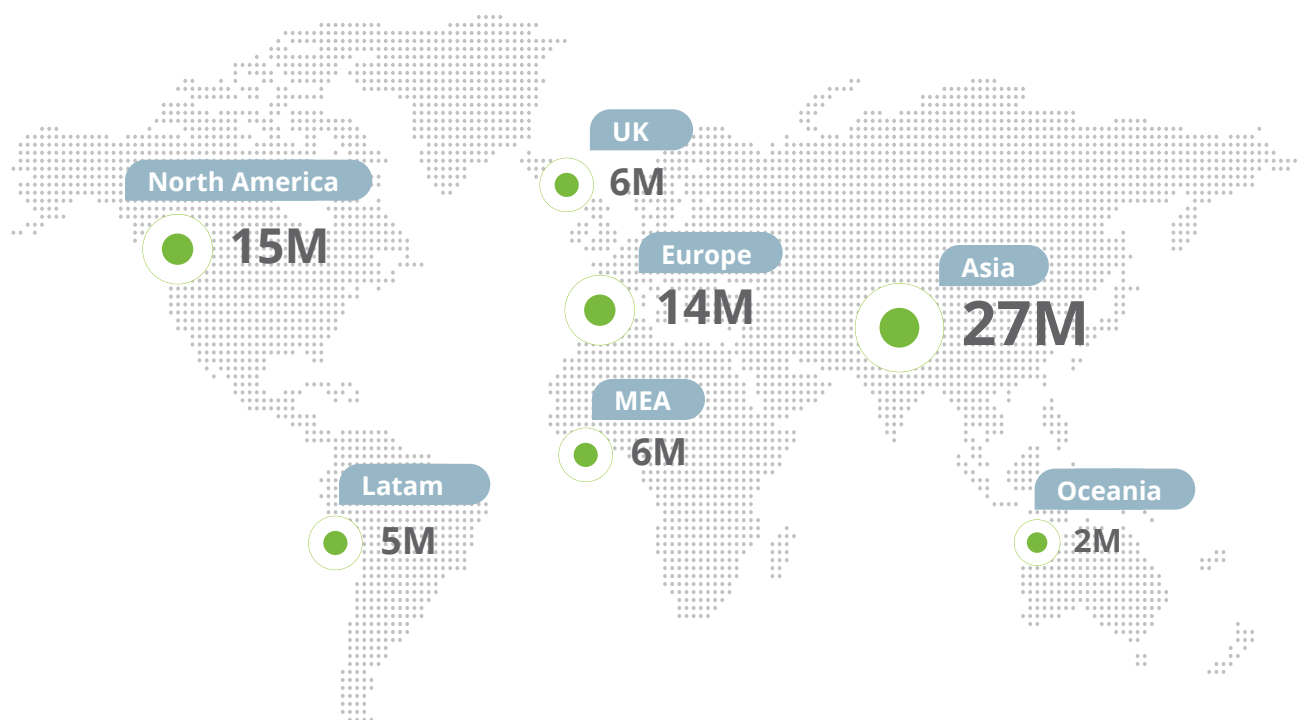 UK
6M
North America
15M
Europe
14M
Asia
27M
MEA
6M
Latam
5M
Oceania
2M